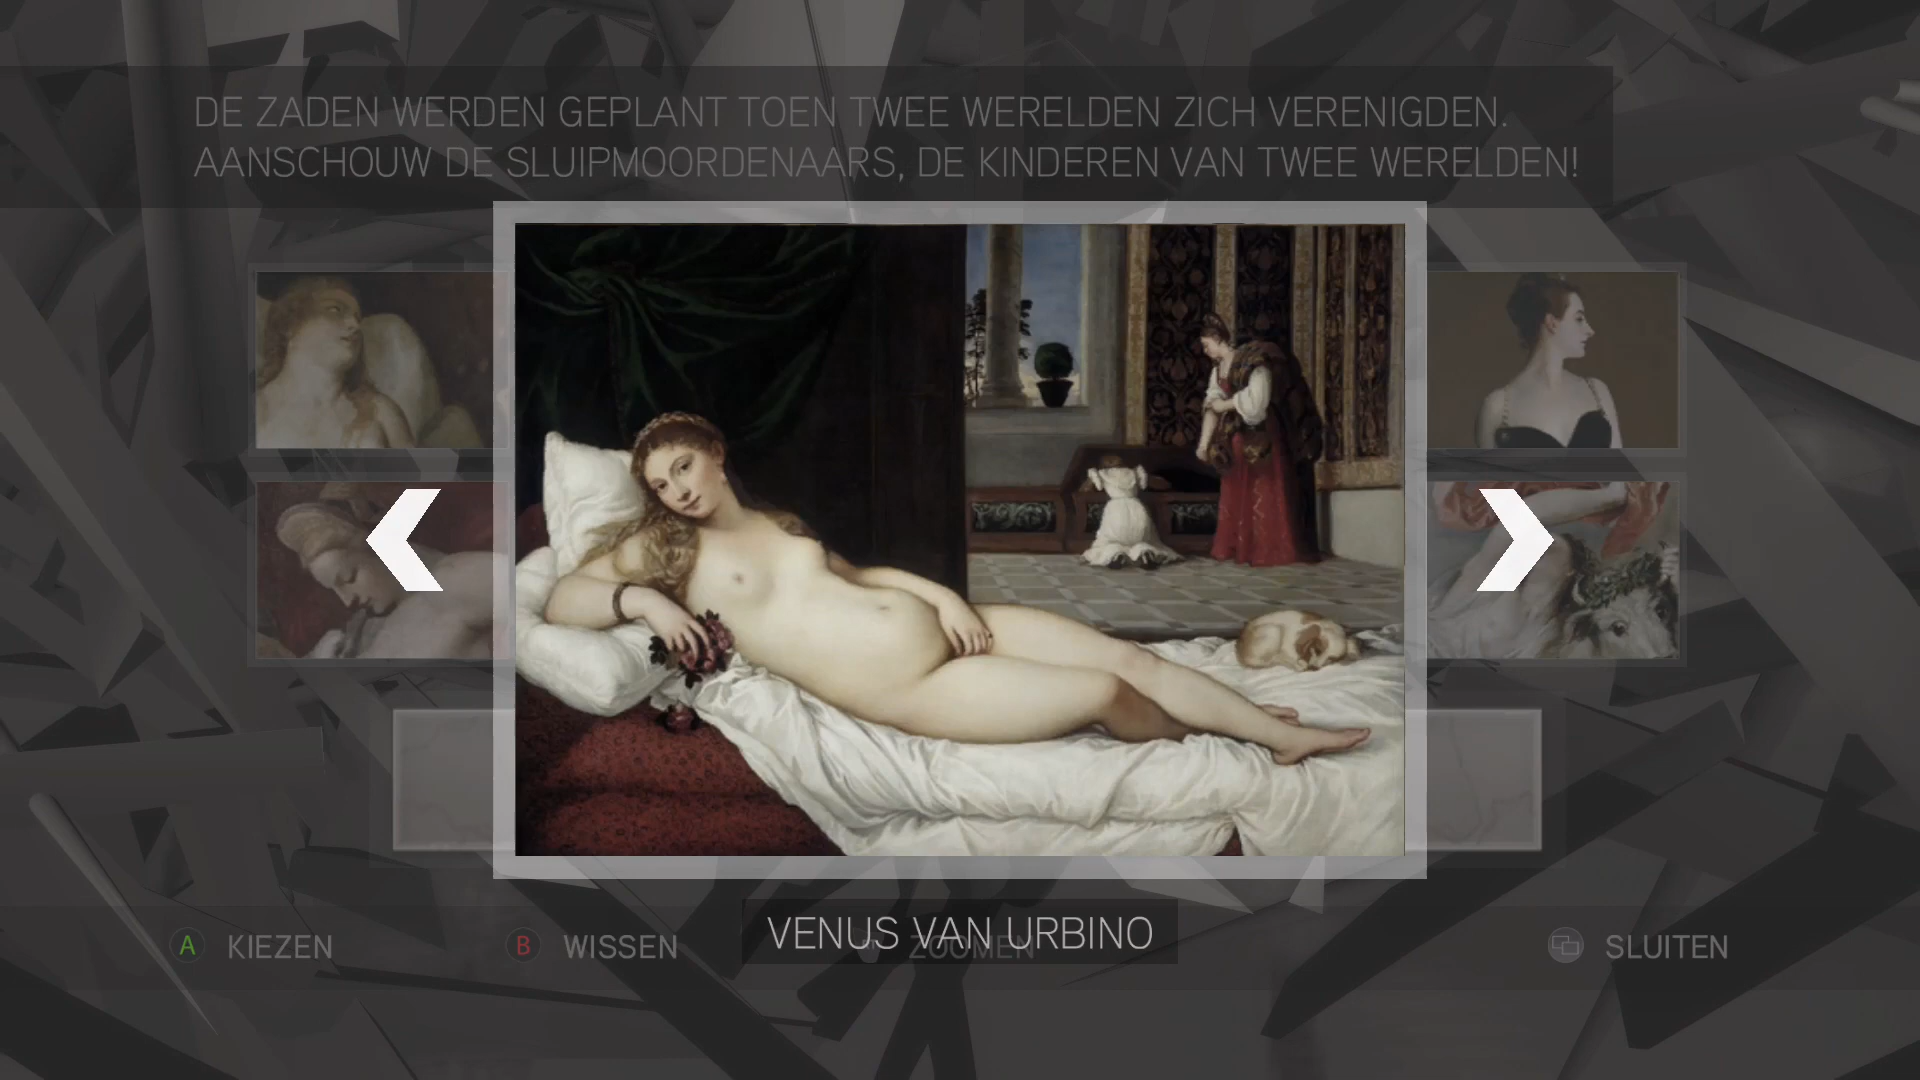 DE ZADEN WERDEN GEPLANT TOEN TWEE WERELDEN ZICH VERENIGDEN.
AANSCHOUW DE SLUIPMOORDENAARS, DE KINDEREN VAN TWEE WERELDEN!
VENUS VAN URBINO
A KIEZEN
B WISSEN
ZOOMEN
SLUITEN